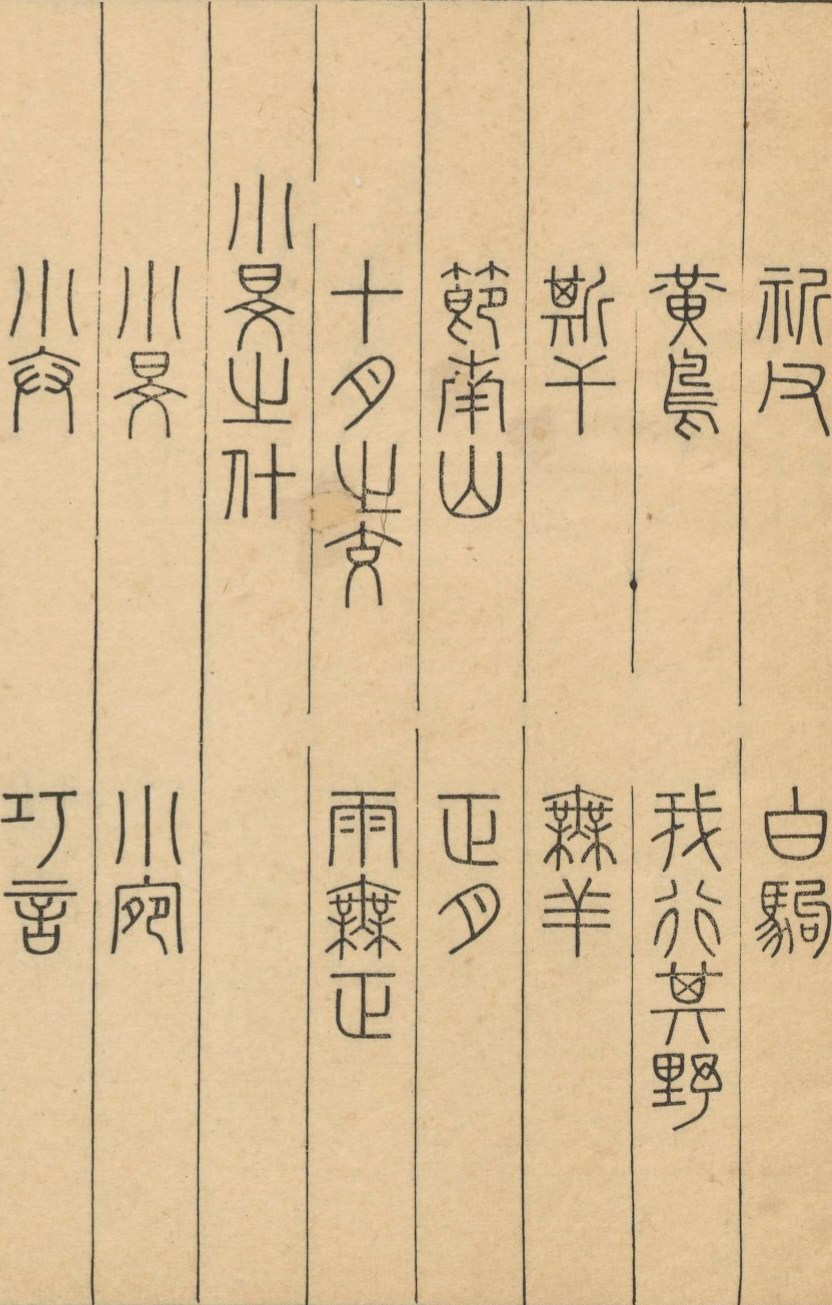 祈父　白駒
黃鳥　我行其野
斯干　無羊
節南山　正月
十月之交　雨無正
小旻之什
小旻　小宛
小弁　巧言